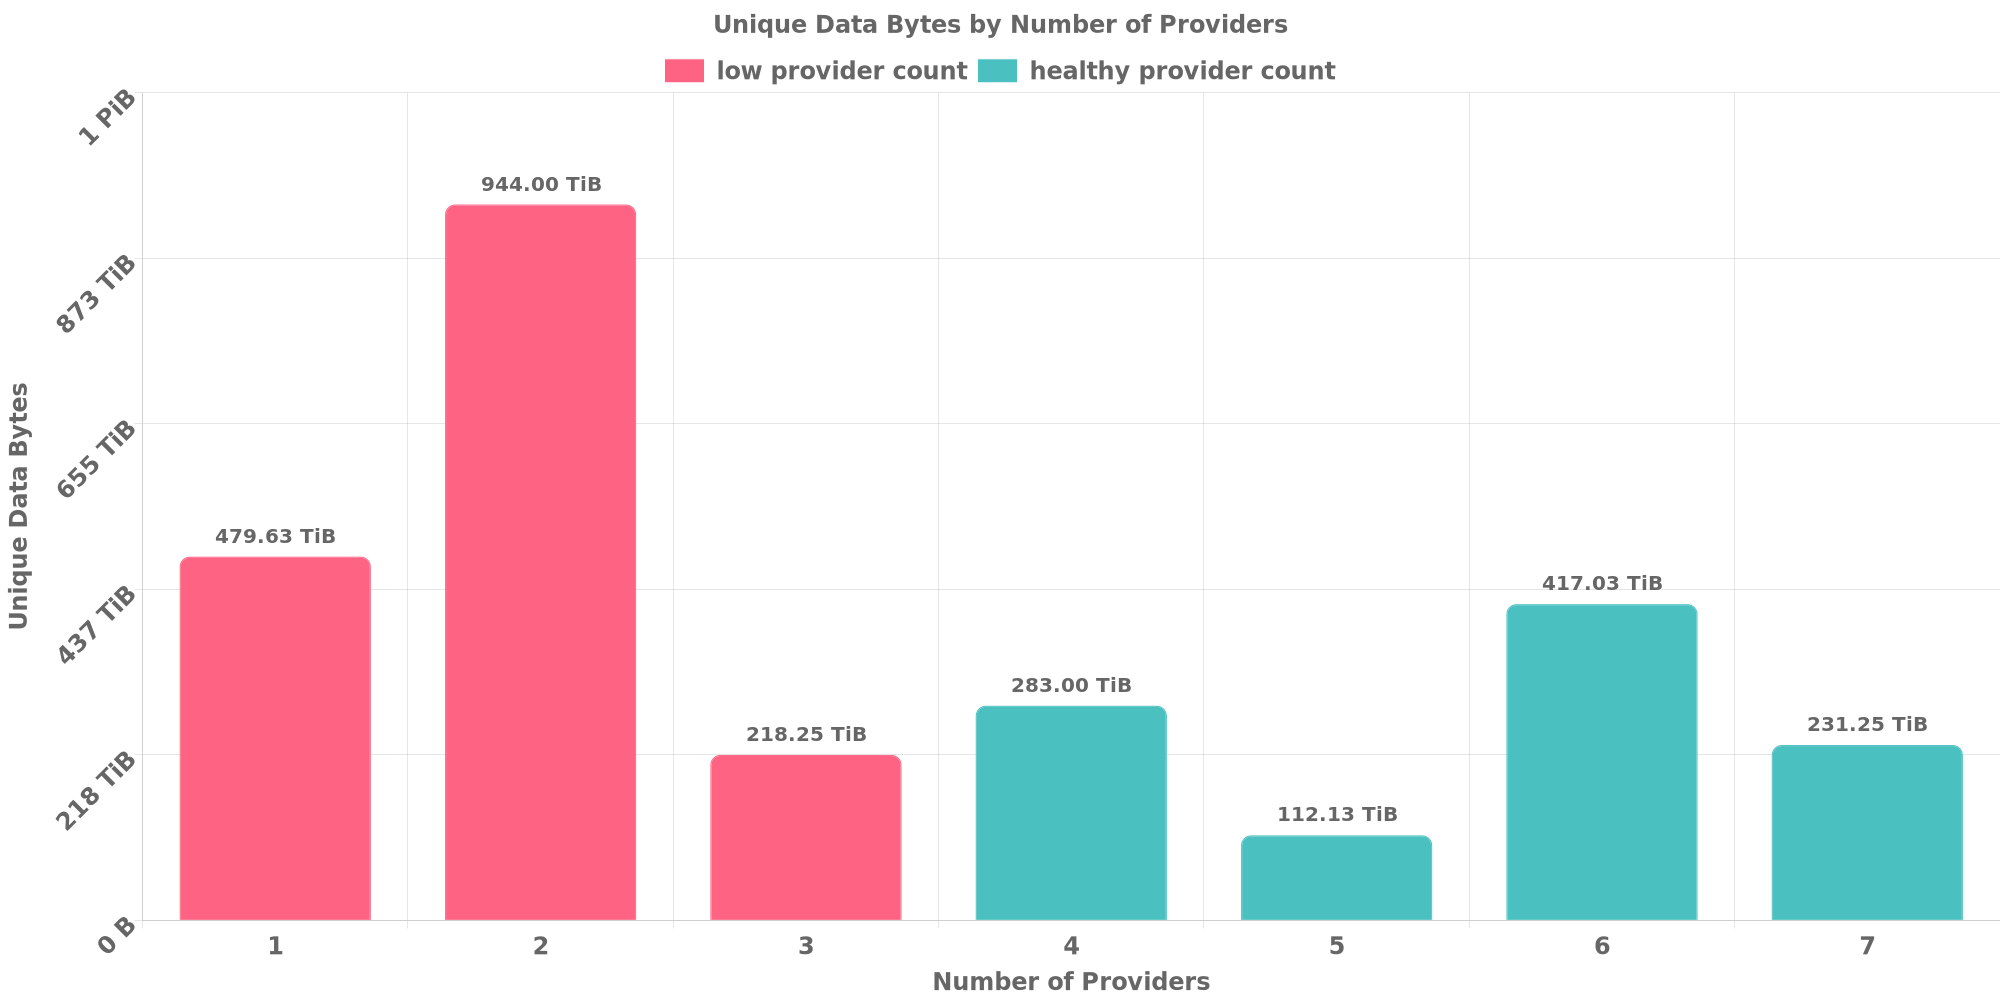 Unique Data Bytes by Number of Providers
low provider count healthy provider count
1 PiB
873 TiB
655 TiB
437 TiB
218 TiB
0 B
Unique Data Bytes
479.63 TiB
944.00 TiB
218.25 TiB
283.00 TiB
112.13 TiB
417.03 TiB
231.25 TiB
1 2 3 4 5 6 7
Number of Providers